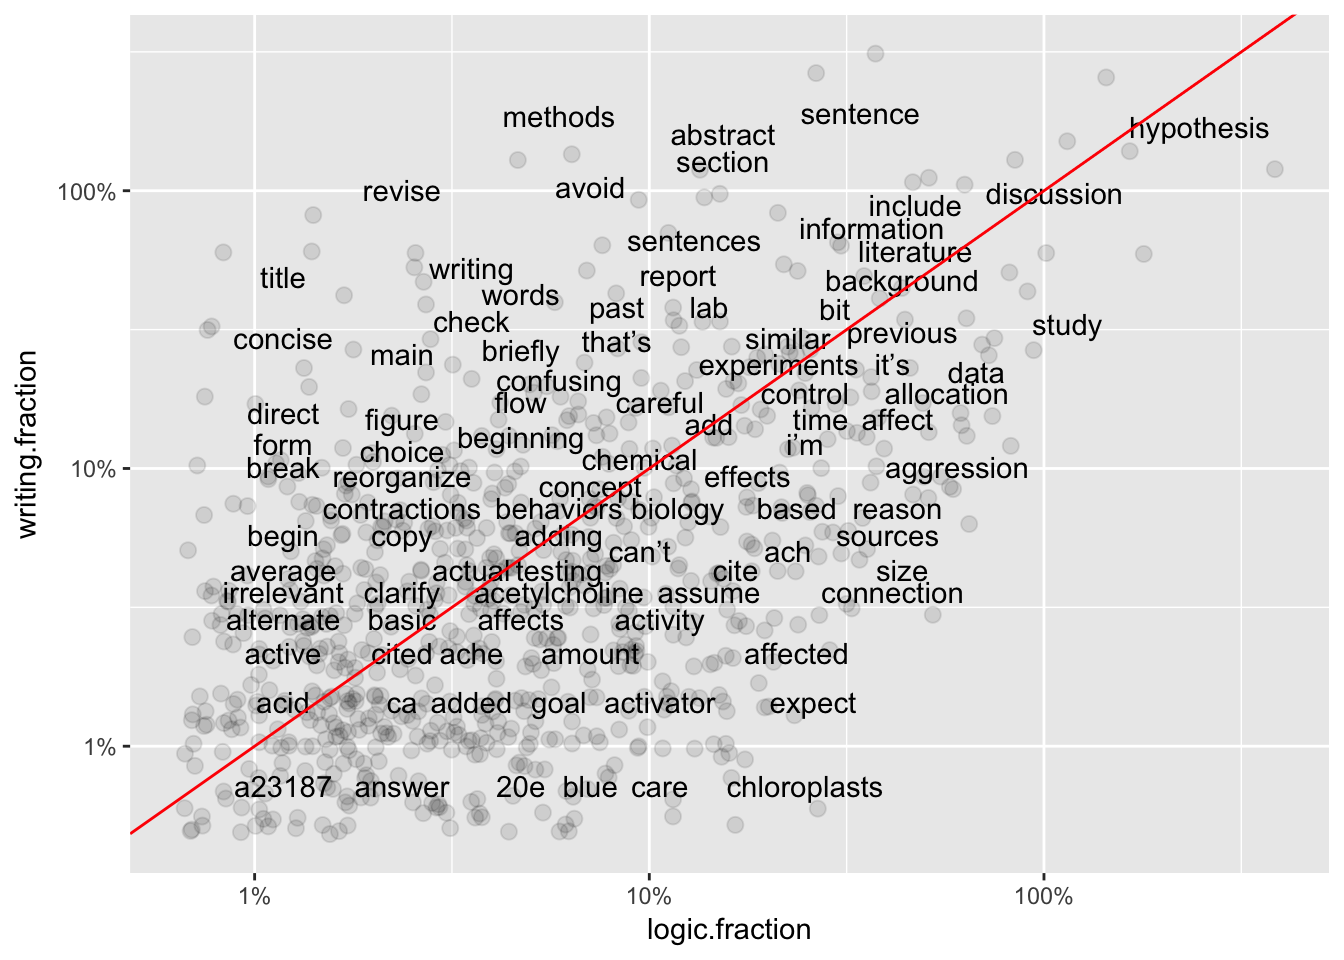 methods
sentence
abstract
hypothesis
section
revise
avoid
discussion
100%
include
information
sentences
literature
title
writing
report
background
words
past
lab
bit
check
study
concise
that’s
similar
previous
main
briefly
experiments
it’s
data
confusing
control
allocation
flow
careful
direct
figure
add
time
affect
form
beginning
i’m
choice
chemical
break
10%
reorganize
effects
aggression
concept
contractions
behaviors
biology
based
reason
begin
copy
adding
can’t
ach
sources
average
actual
testing
cite
size
irrelevant
clarify
acetylcholine
assume
connection
alternate
basic
affects
activity
active
cited
ache
amount
affected
acid
ca
added
goal
activator
expect
1%
a23187
answer
20e
blue
care
chloroplasts
writing.fraction
1%
10%
100%
logic.fraction